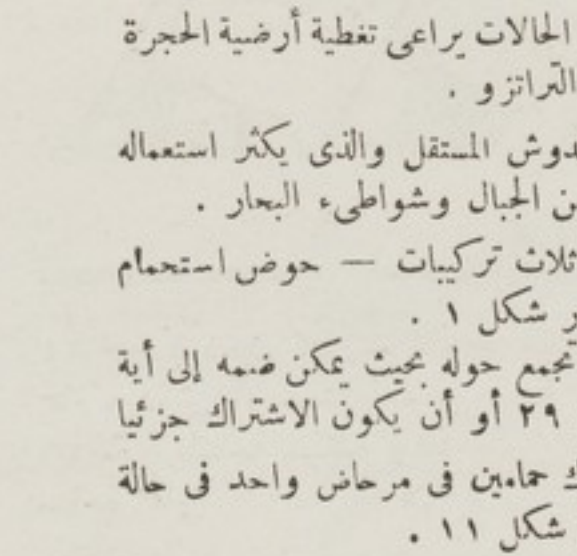 الحالات يراعى تغطية أرضية الحجرة
التراتزو .
دوش المستقل والذى يكثر استعماله
ن الجبال وشواطىء البحار .
ثلاث تركيبات — حوض استحمام
ر شكل ١ .
تجمع حوله بحيث يمكن ضمه إلى أية
٢٩ أو أن يكون الاشتراك جزئيا
ك حمامين فى مرحاض واحد فى حالة
شكل ١١ .